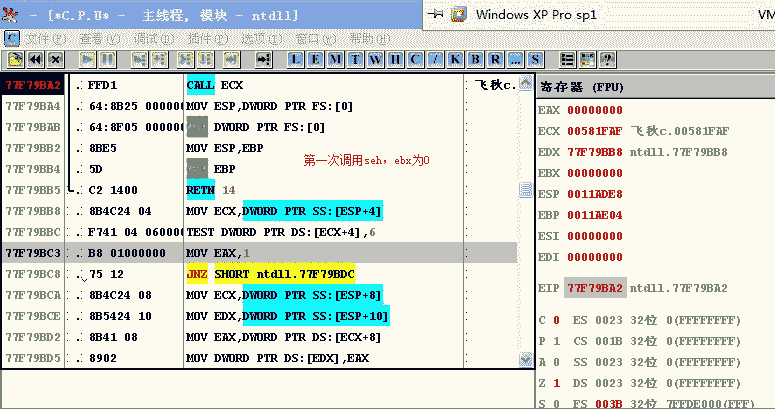 - [*C.P.U* - 主线程, 模块 - ntdll]
Windows XP Pro sp1
VM
C 文件(F) 查看(V) 调试(D) 插件(P) 选项(T) 窗口(W) 帮助(H)
L E M T W H C / K B R ... S
77F79BA2 . FFD1 CALL ECX 飞秋c.
77F79BA4 . 64:8B25 000000 MOV ESP,DWORD PTR FS:[0]
77F79BAB . 64:8F05 000000 DWORD PTR FS:[0]
77F79BB2 . 8BE5 MOV ESP,EBP
77F79BB4 . 5D EBP
第一次调用seh，ebx为0
77F79BB5 . C2 1400 RETN 14
77F79BB8 . 8B4C24 04 MOV ECX,DWORD PTR SS:[ESP+4]
77F79BBC . F741 04 060000 TEST DWORD PTR DS:[ECX+4],6
77F79BC3 . B8 01000000 MOV EAX,1
77F79BC8 . 75 12 JNZ SHORT ntdll.77F79BDC
77F79BCA . 8B4C24 08 MOV ECX,DWORD PTR SS:[ESP+8]
77F79BCE . 8B5424 10 MOV EDX,DWORD PTR SS:[ESP+10]
77F79BD2 . 8B41 08 MOV EAX,DWORD PTR DS:[ECX+8]
77F79BD5 . 8902 MOV DWORD PTR DS:[EDX],EAX
寄存器 (FPU)
EAX 00000000
ECX 00581FAF 飞秋c.00581FAF
EDX 77F79BB8 ntdll.77F79BB8
EBX 00000000
ESP 0011ADE8
EBP 0011AE04
ESI 00000000
EDI 00000000
EIP 77F79BA2 ntdll.77F79BA2
C 0 ES 0023 32位 0(FFFFFFFF)
P 1 CS 001B 32位 0(FFFFFFFF)
A 0 SS 0023 32位 0(FFFFFFFF)
Z 1 DS 0023 32位 0(FFFFFFFF)
S 0 FS 003B 32位 7FFDE000(FFF)